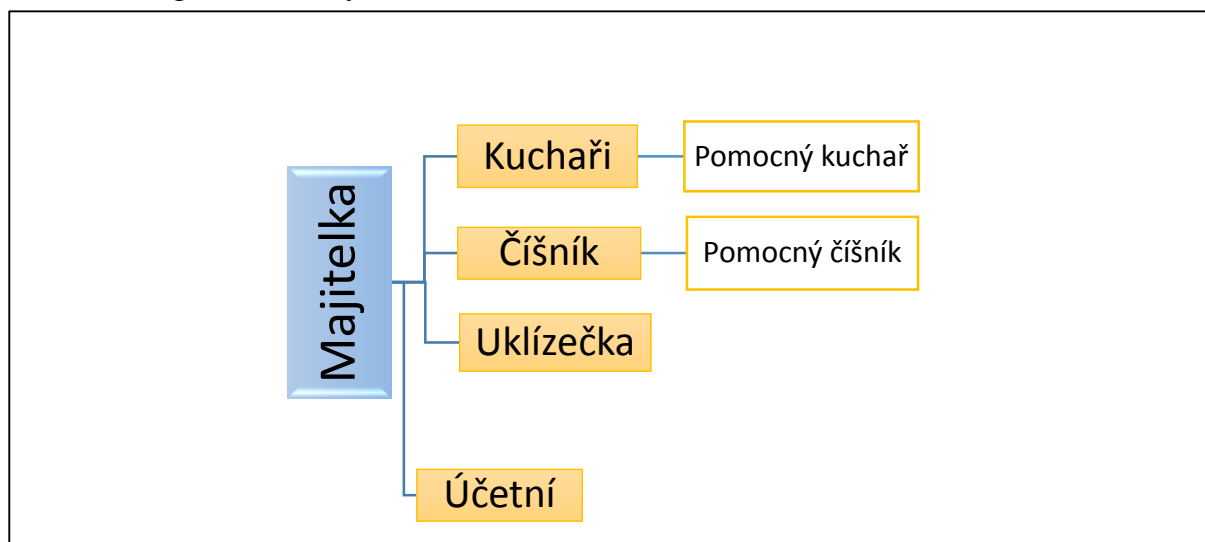 Majitelka
Kuchaři
Pomocný kuchař
Číšník
Pomocný číšník
Uklízečka
Účetní